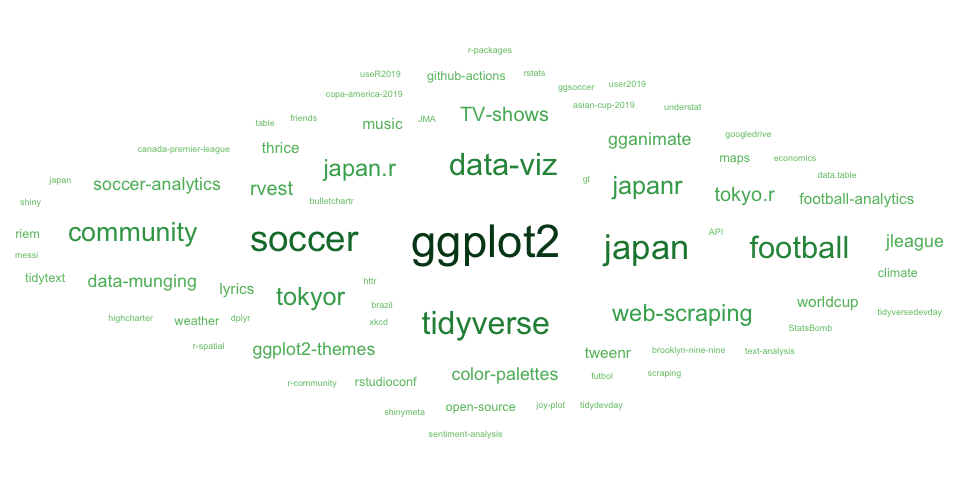 r-packages
useR2019
github-actions
rstats
ggsoccer
user2019
copa-america-2019
asian-cup-2019
understat
table
friends
music
JMA
TV-shows
gganimate
googledrive
canada-premier-league
thrice
japan.r
data-viz
maps
economics
japan
soccer-analytics
rvest
bulletchartr
gt
japanr
tokyo.r
data.table
football-analytics
shiny
riem
community
soccer
ggplot2
japan
API
football
jleague
messi
tidytext
data-munging
lyrics
tokyor
httr
brazil
climate
worldcup
web-scraping
highcharter
weather
dplyr
xkcd
tidyverse
StatsBomb
tidyversedevday
r-spatial
ggplot2-themes
tweenr
brooklyn-nine-nine
text-analysis
r-community
rstudioconf
color-palettes
futbol
scraping
shinymeta
open-source
joy-plot
tidydevday
sentiment-analysis